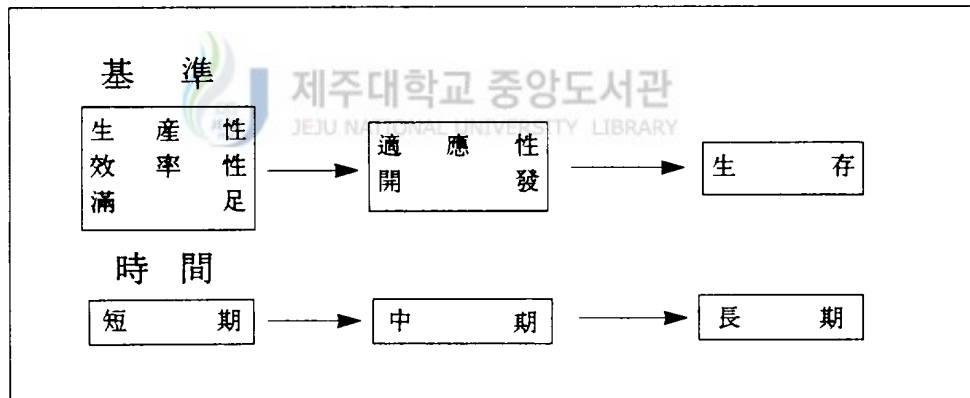 基 準
제주대학교 중앙도서관
JEJU NATIONAL UNIVERSITY LIBRARY
生 産 性
效 率 性
滿 足
適 應 性
開 發
生 存
時 間
短 期
中 期
長 期